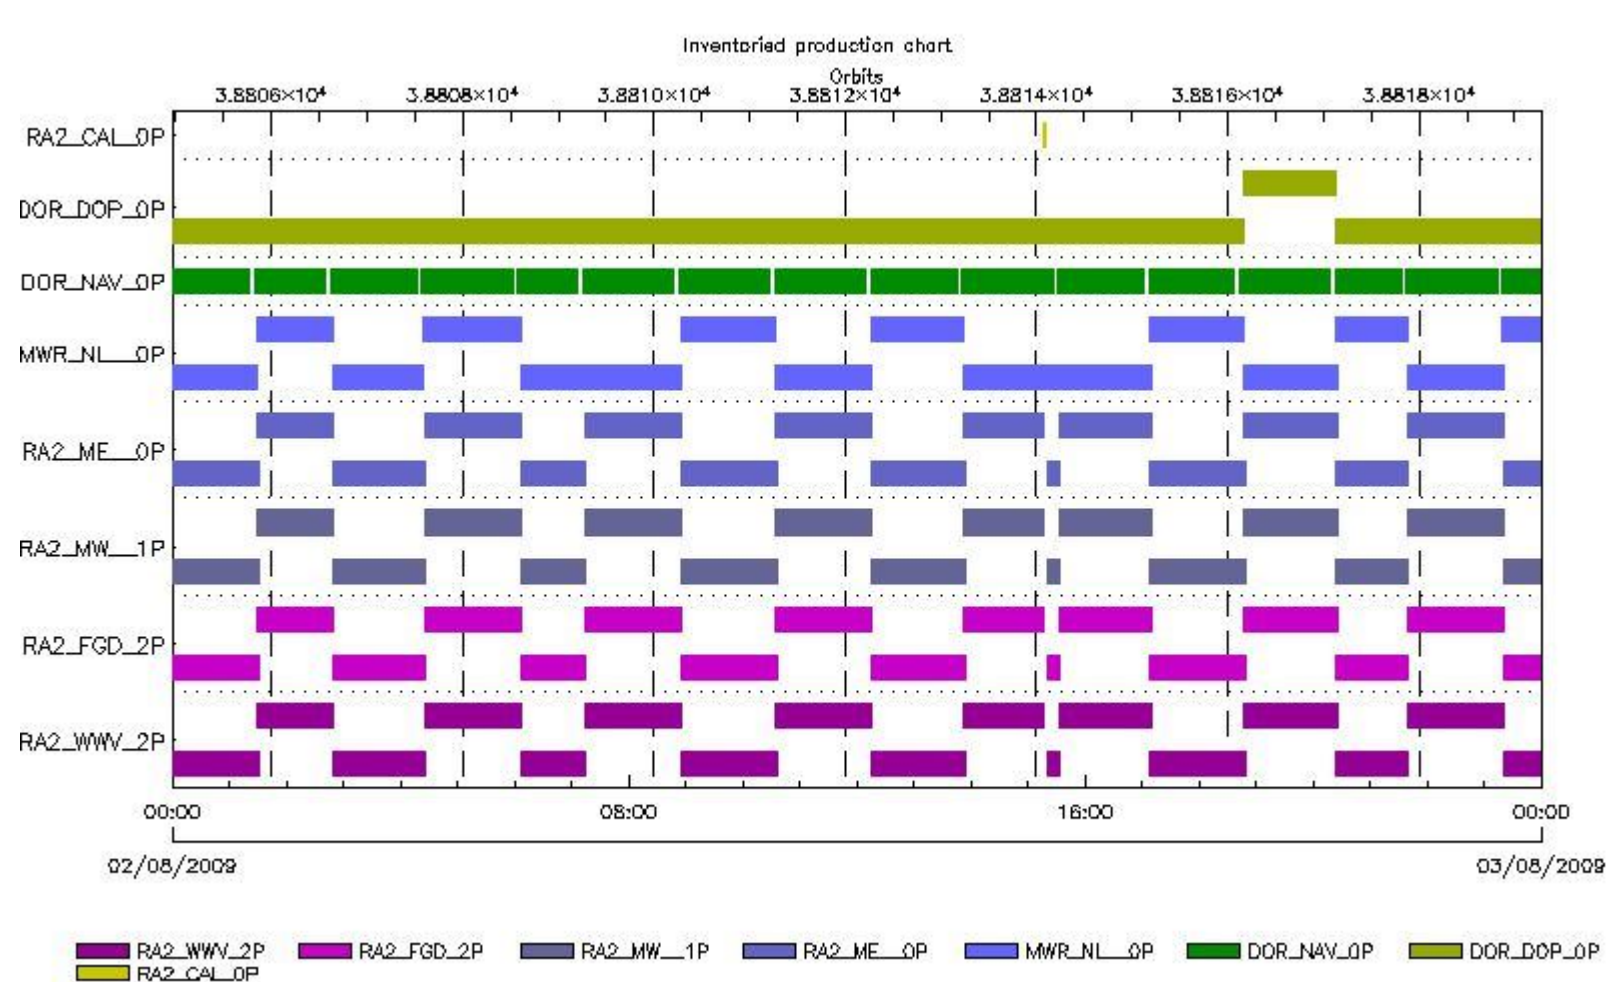 Inventoried production chart
Orbits
3.8806×10⁴ 3.8808×10⁴ 3.8810×10⁴ 3.8812×10⁴ 3.8814×10⁴ 3.8816×10⁴ 3.8818×10⁴
RA2_CAL_0P
DOR_DOP_0P
DOR_NAV_0P
MWR_NL__0P
RA2_ME__0P
RA2_MW__1P
RA2_FGD_2P
RA2_WWV_2P
00:00 08:00 16:00 00:00
02/08/2009 03/08/2009
RA2_WWV_2P RA2_FGD_2P RA2_MW__1P RA2_ME__0P MWR_NL__0P DOR_NAV_0P DOR_DOP_0P
RA2_CAL_0P